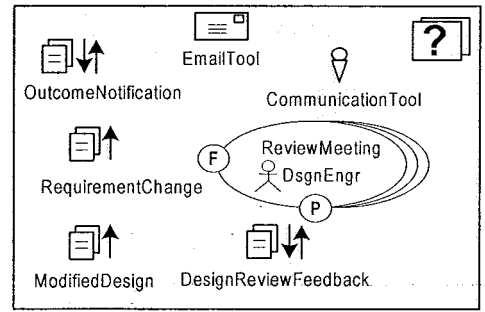 ?
EmailTool
OutcomeNotification
CommunicationTool
F
ReviewMeeting
DsgnEngr
RequirementChange
P
ModifiedDesign
DesignReviewFeedback